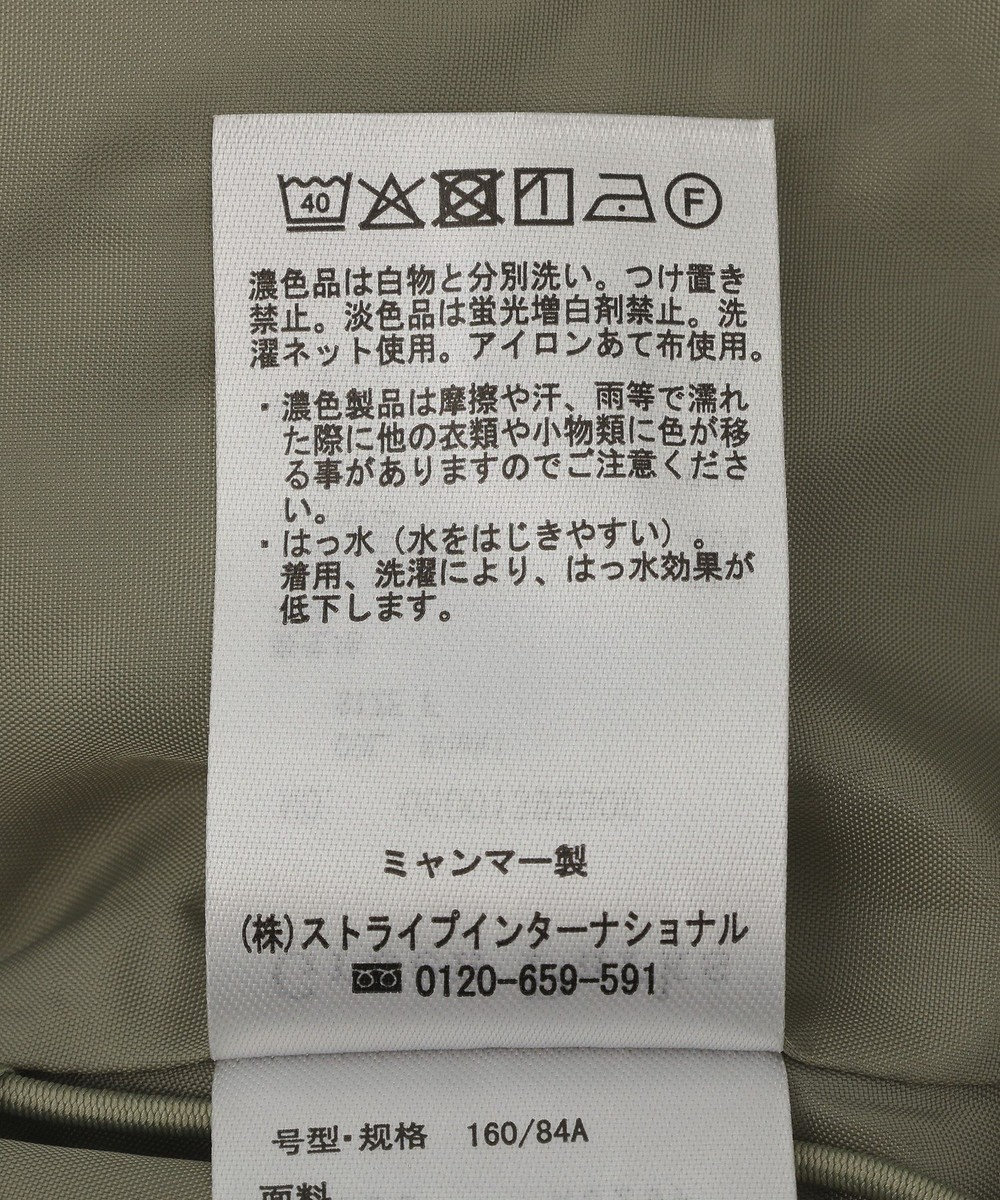 40
F
濃色品は白物と分別洗い。つけ置き
禁止。淡色品は蛍光増白剤禁止。洗
濯ネット使用。アイロンあて布使用。
・濃色製品は摩擦や汗、雨等で濡れ
た際に他の衣類や小物類に色が移
る事がありますのでご注意くださ
い。
・はっ水（水をはじきやすい）。
着用、洗濯により、はっ水効果が
低下します。
ミャンマー製
(株)ストライプインターナショナル
0120-659-591
号型・规格 160/84A
面料